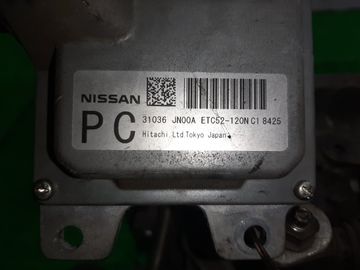 NISSAN
PC 31036 JN00A ETC52-120N C1 8425
Hitachi Ltd Tokyo Japan